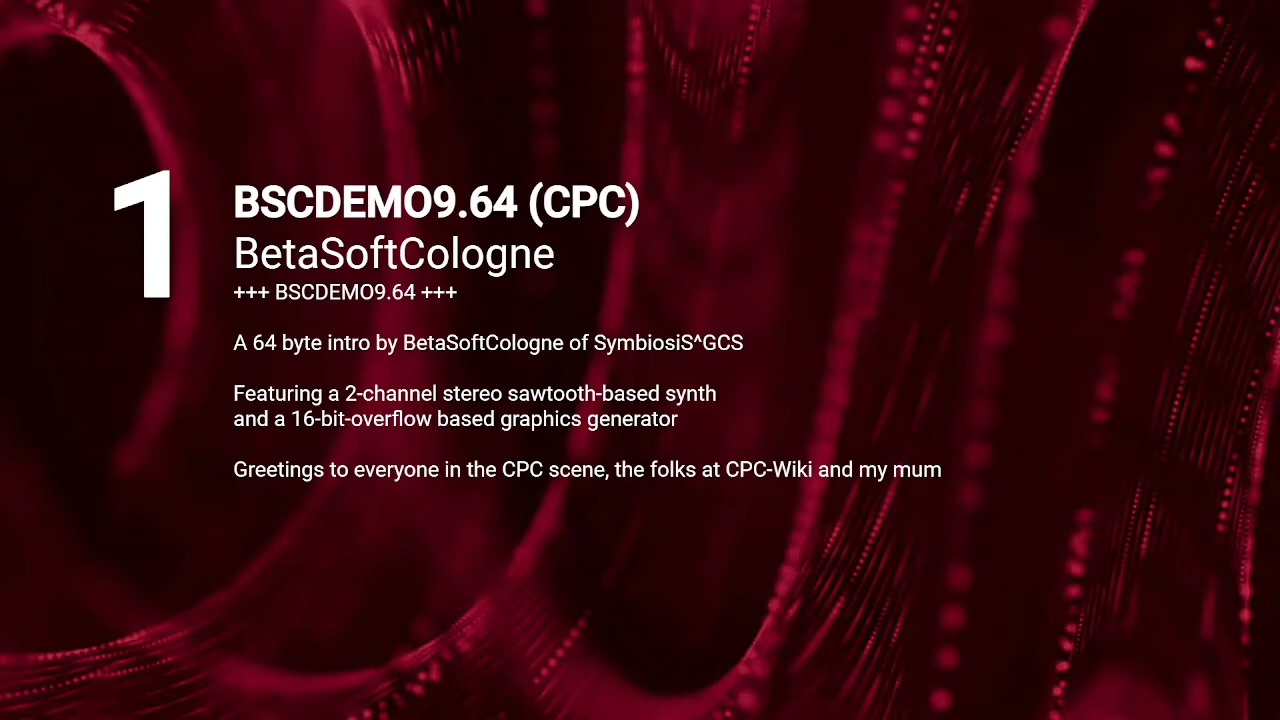 1
BSCDEMO9.64 (CPC)
BetaSoftCologne
+++ BSCDEMO9.64 +++
A 64 byte intro by BetaSoftCologne of SymbiosiS^GCS
Featuring a 2-channel stereo sawtooth-based synth
and a 16-bit-overflow based graphics generator
Greetings to everyone in the CPC scene, the folks at CPC-Wiki and my mum